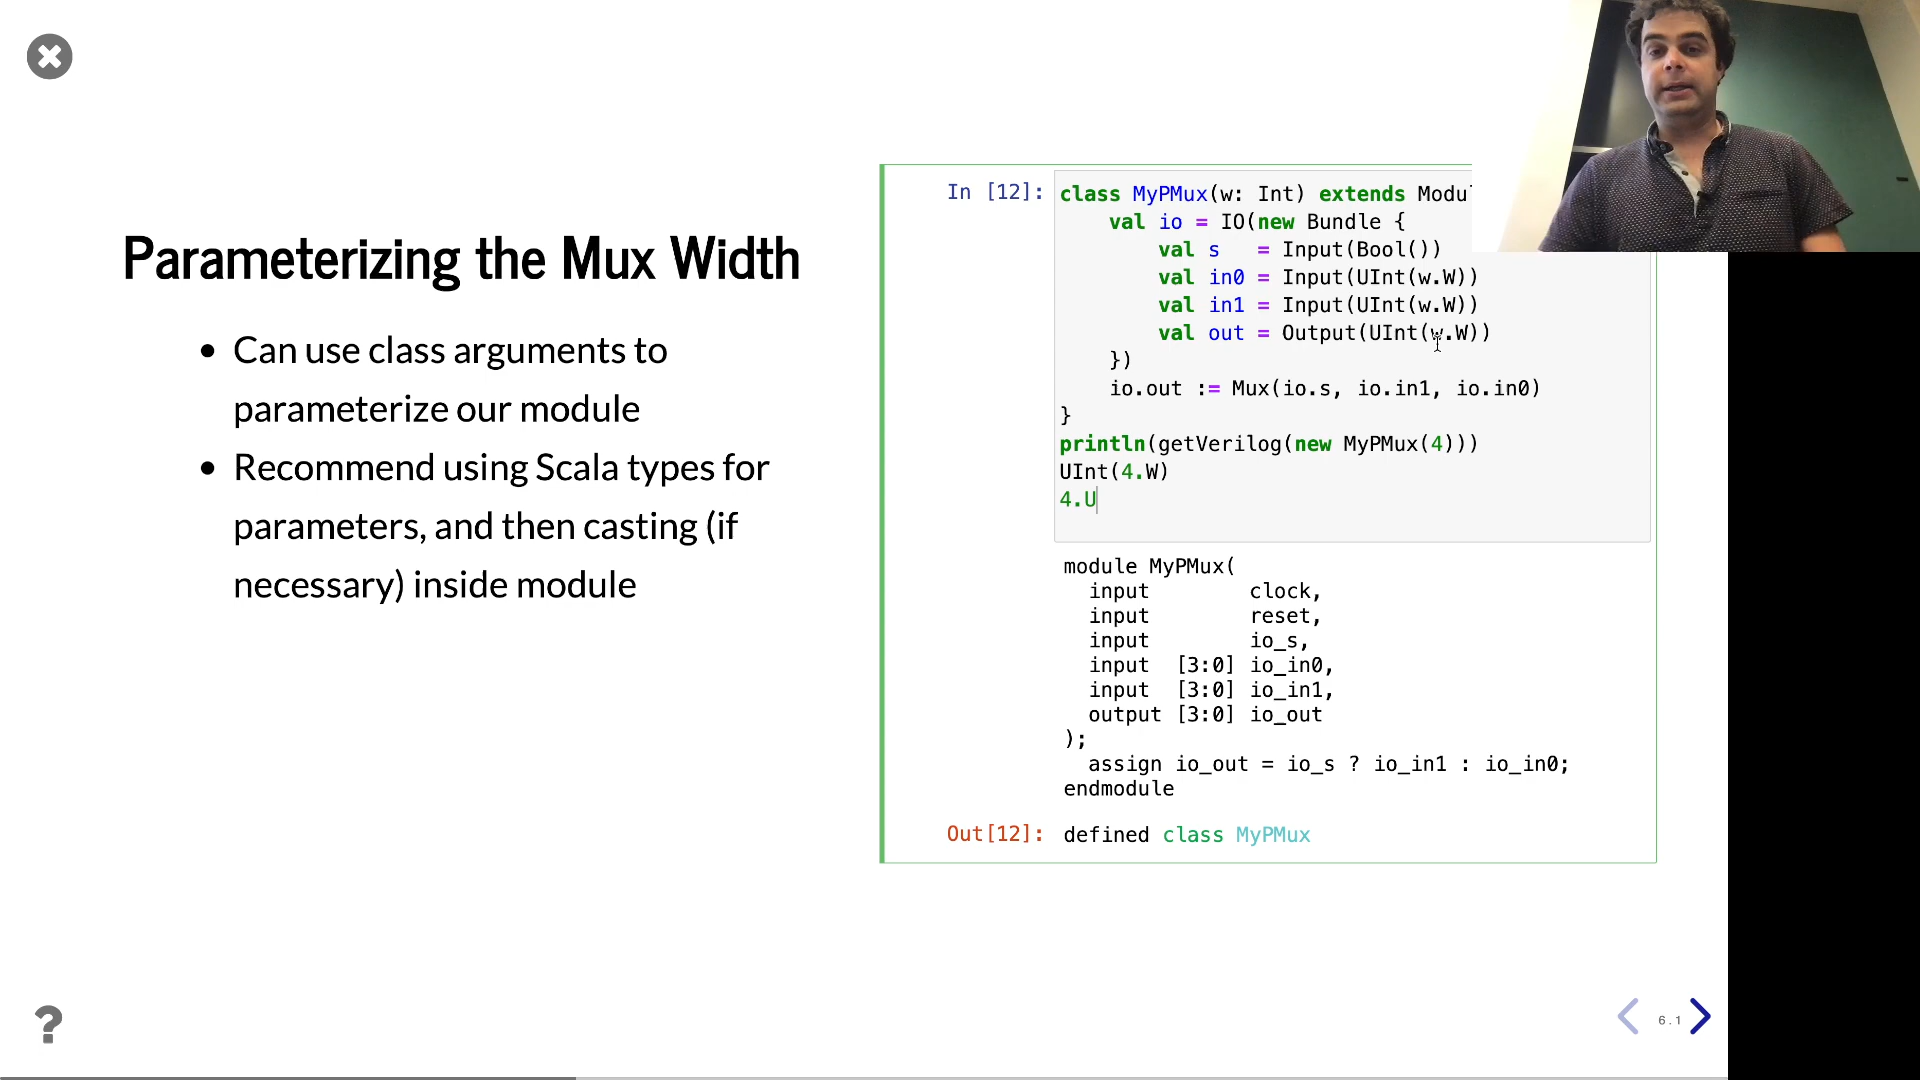 Parameterizing the Mux Width
Can use class arguments to
parameterize our module
Recommend using Scala types for
parameters, and then casting (if
necessary) inside module
In [12]:
class MyPMux(w: Int) extends Modul
    val io = IO(new Bundle {
        val s   = Input(Bool())
        val in0 = Input(UInt(w.W))
        val in1 = Input(UInt(w.W))
        val out = Output(UInt(w.W))
    })
    io.out := Mux(io.s, io.in1, io.in0)
}
println(getVerilog(new MyPMux(4)))
UInt(4.W)
4.U
module MyPMux(
  input        clock,
  input        reset,
  input        io_s,
  input  [3:0] io_in0,
  input  [3:0] io_in1,
  output [3:0] io_out
);
  assign io_out = io_s ? io_in1 : io_in0;
endmodule
Out[12]: defined class MyPMux
?
6.1